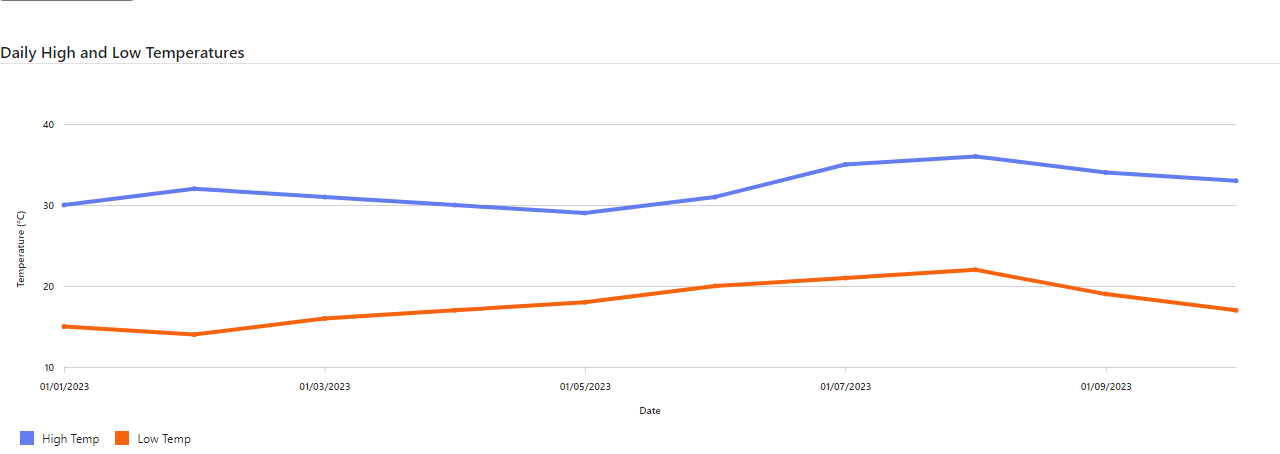 Daily High and Low Temperatures
Temperature (°C)
40
30
20
10
01/01/2023
01/03/2023
01/05/2023
01/07/2023
01/09/2023
Date
High Temp
Low Temp